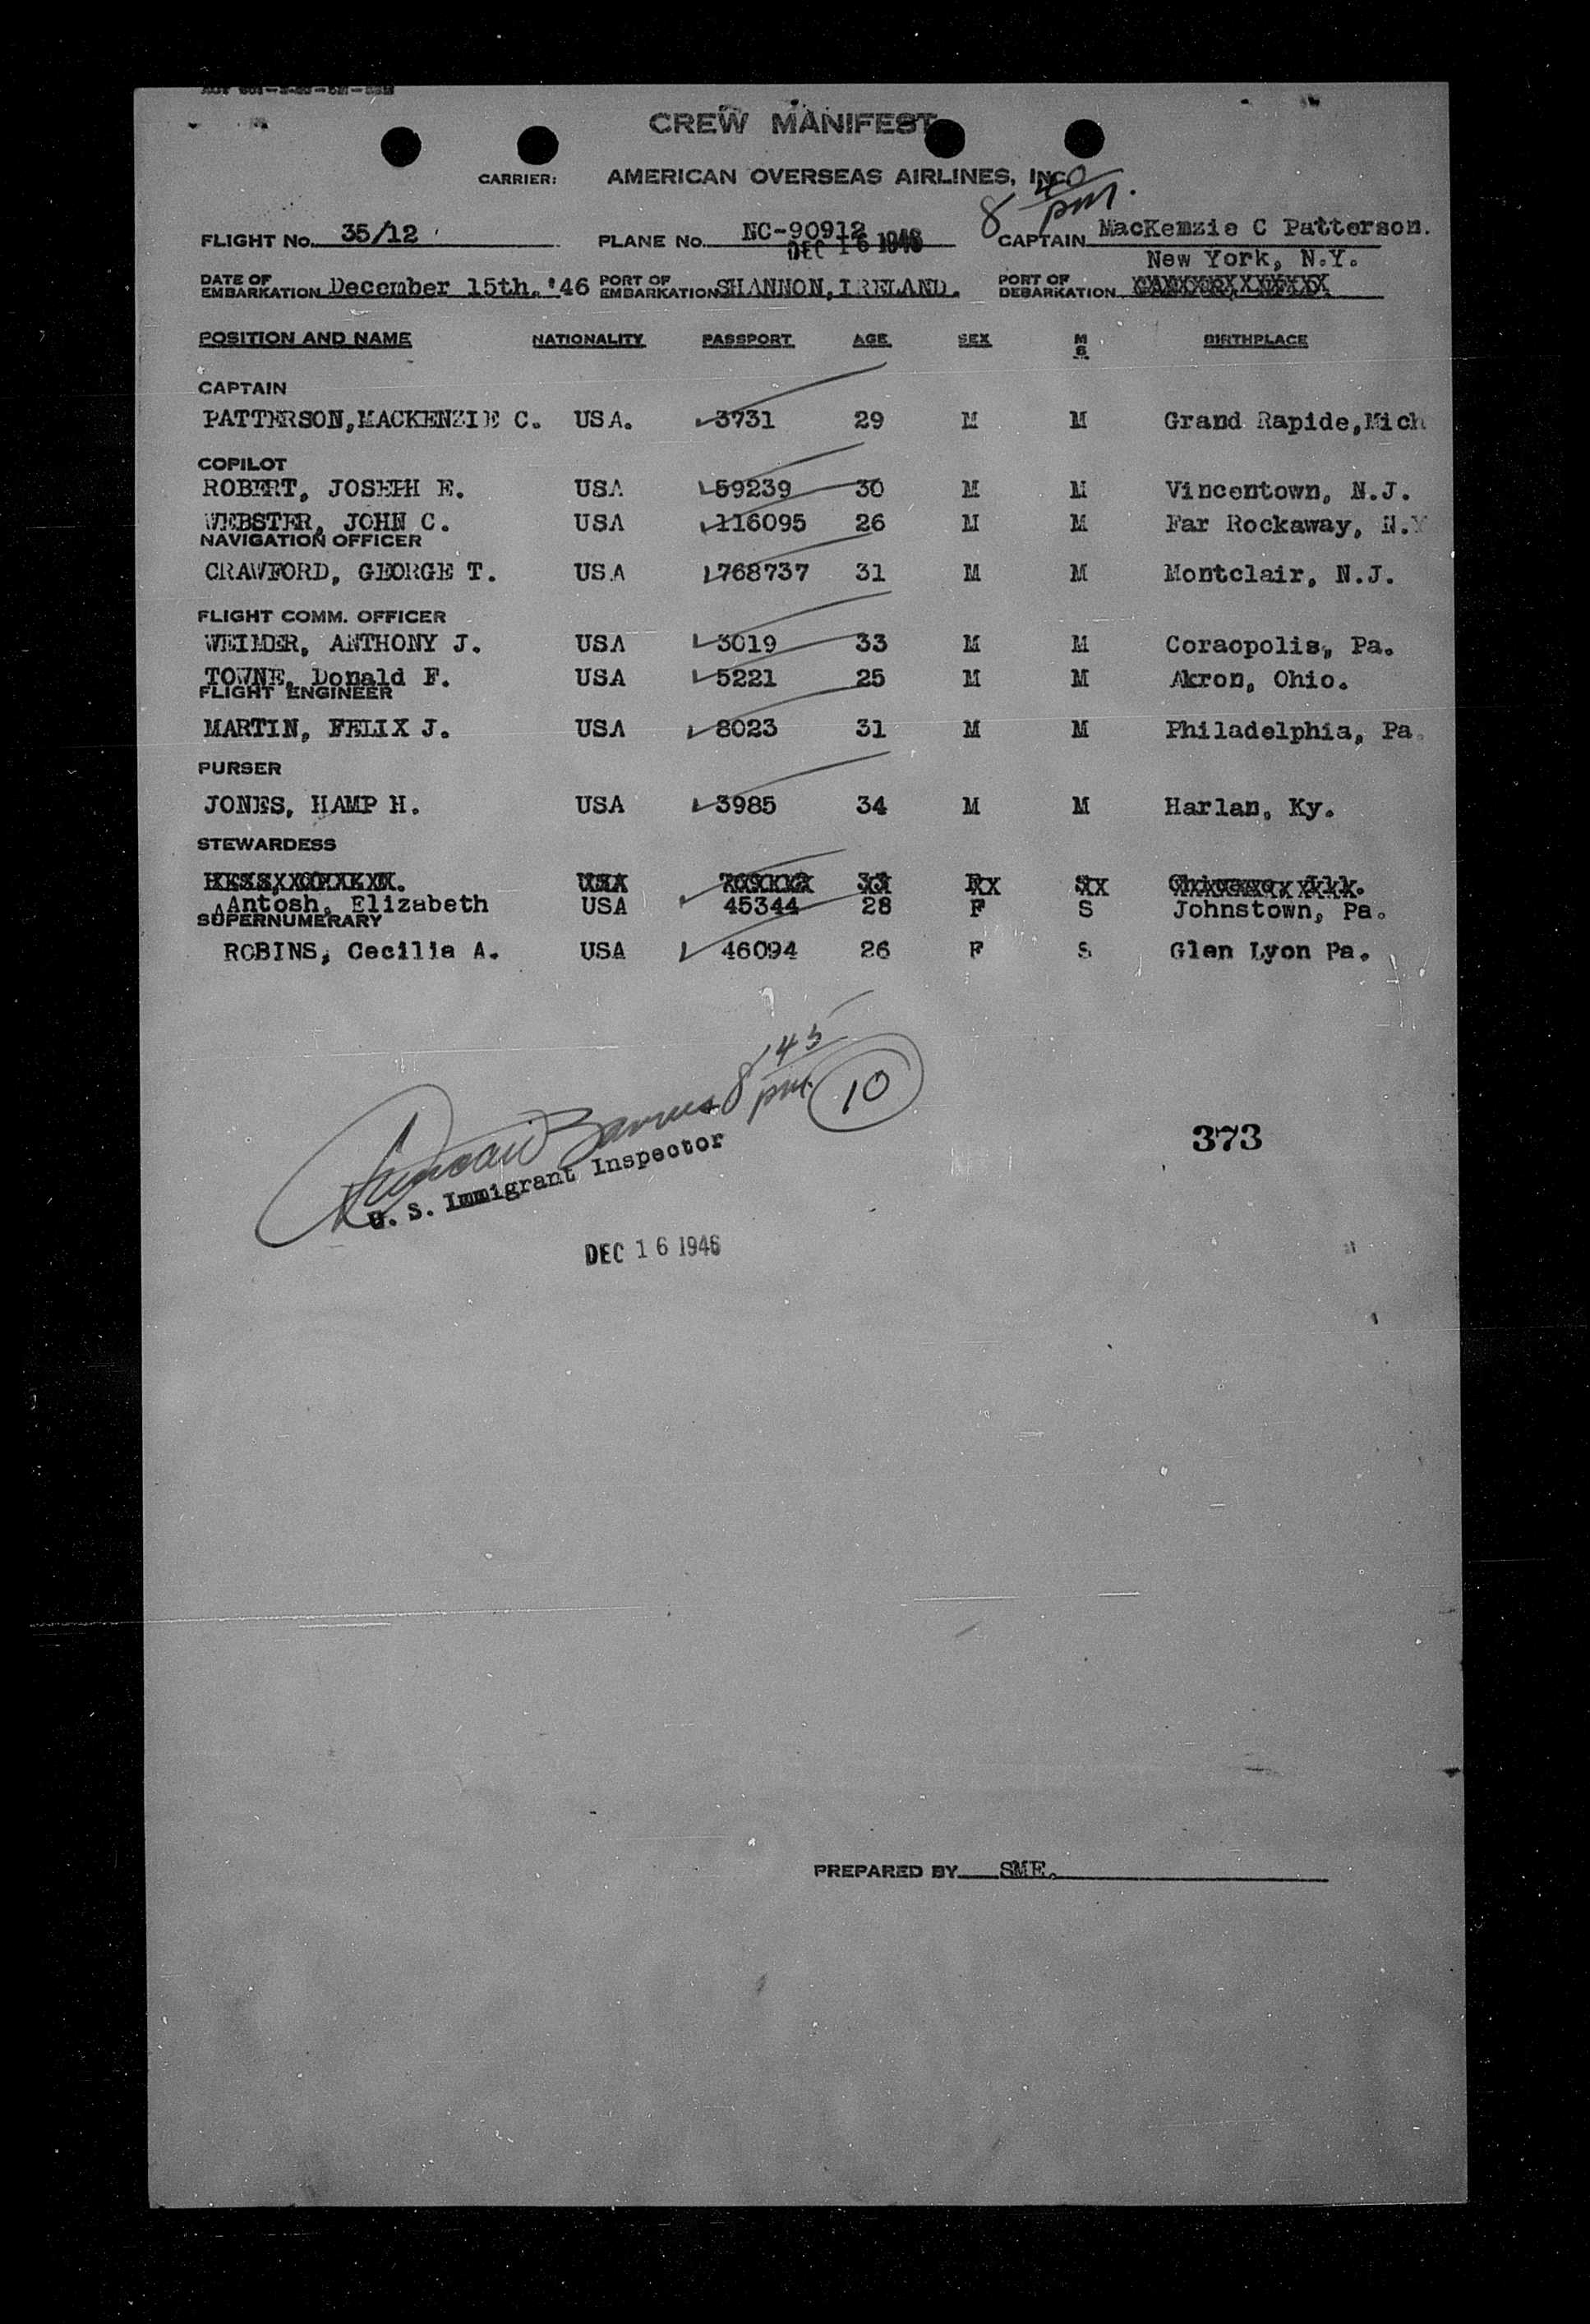 CREW MANIFEST
CARRIER: AMERICAN OVERSEAS AIRLINES, INC.
8 40 pm.
FLIGHT No. 35/12 PLANE No. NC-90912 CAPTAIN MacKenzie C Patterson.
DEC 16 1946
New York, N.Y.
DATE OF EMBARKATION December 15th. '46 PORT OF EMBARKATION SHANNON, IRELAND. PORT OF DEBARKATION
POSITION AND NAME NATIONALITY PASSPORT AGE SEX M S BIRTHPLACE
CAPTAIN
PATTERSON, MACKENZIE C. USA. 3731 29 M M Grand Rapide, Mich
COPILOT
ROBERT, JOSEPH E. USA 59239 30 M M Vincentown, N.J.
WEBSTER, JOHN C. USA 116095 26 M M Far Rockaway, N.Y
NAVIGATION OFFICER
CRAWFORD, GEORGE T. USA 768737 31 M M Montclair, N.J.
FLIGHT COMM. OFFICER
WEIMER, ANTHONY J. USA 3019 33 M M Coraopolis, Pa.
TOWNE, Donald F. USA 5221 25 M M Akron, Ohio.
FLIGHT ENGINEER
MARTIN, FELIX J. USA 8023 31 M M Philadelphia, Pa.
PURSER
JONES, HAMP H. USA 3985 34 M M Harlan, Ky.
STEWARDESS
Antosh, Elizabeth USA 45344 28 F S Johnstown, Pa.
SUPERNUMERARY
ROBINS, Cecilia A. USA 46094 26 F S Glen Lyon Pa.
8 45 pm. 10
U. S. Immigrant Inspector
373
DEC 16 1946
PREPARED BY SME.